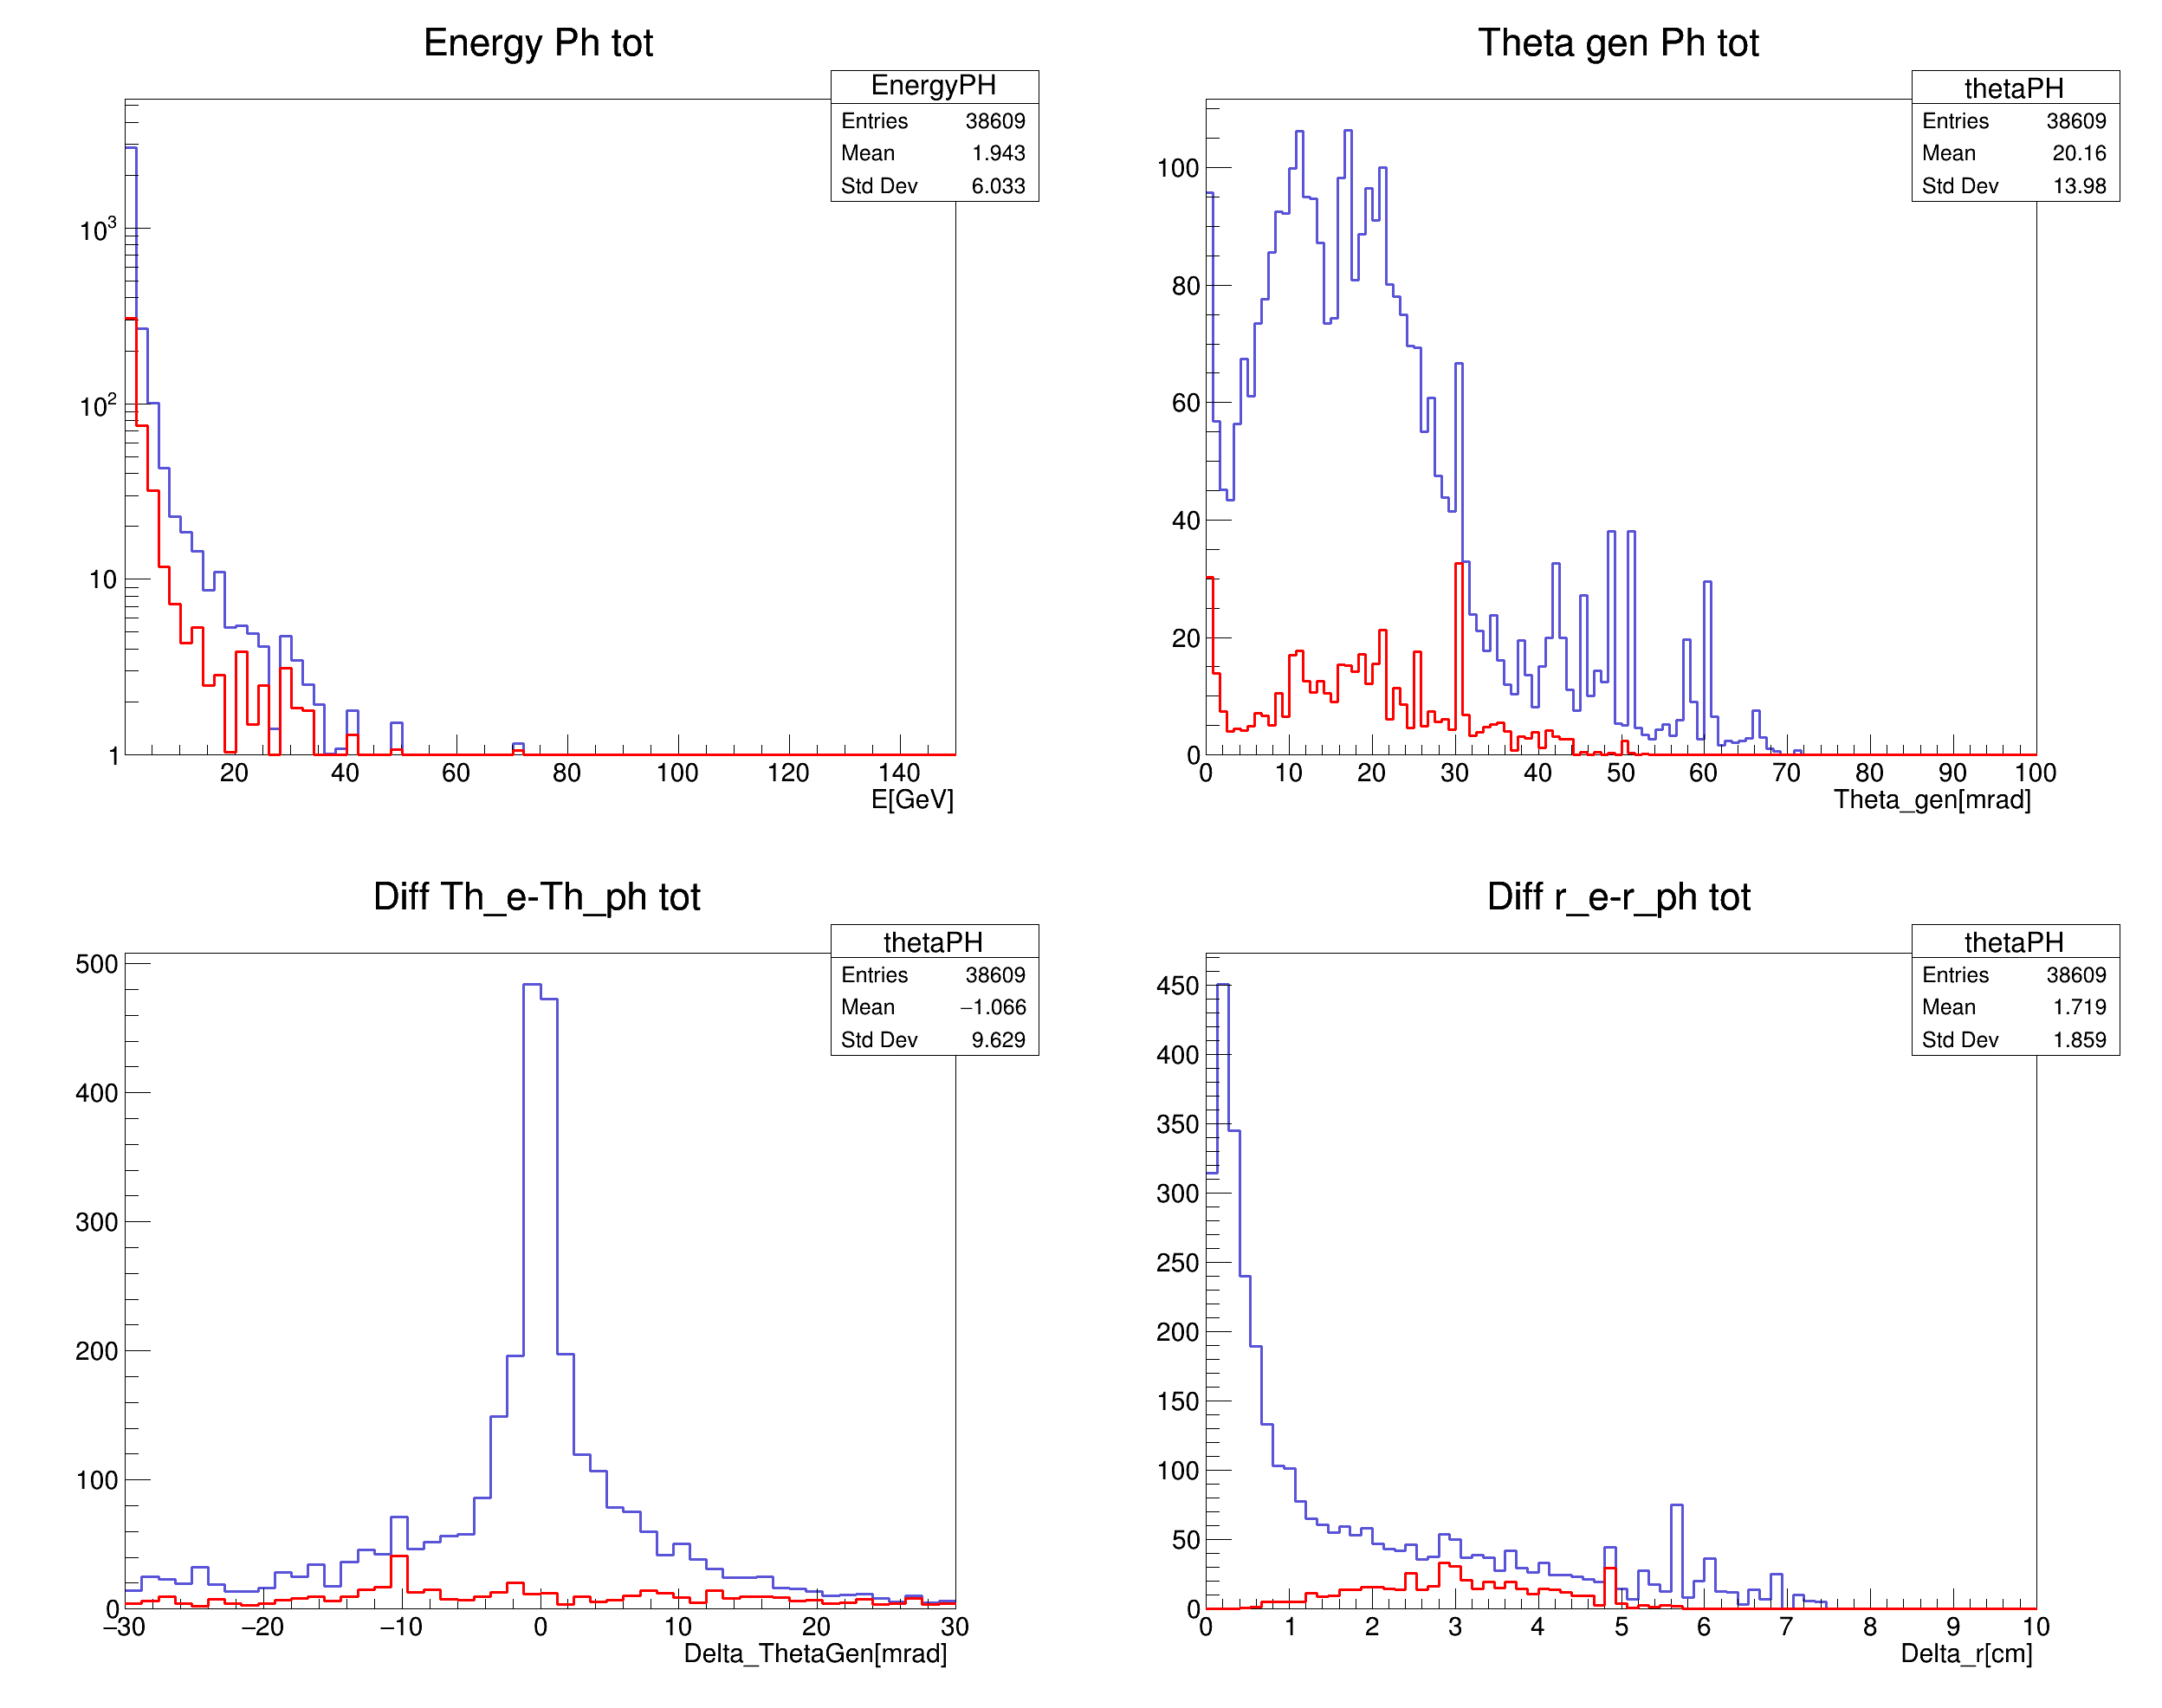 Energy Ph tot
EnergyPH
Entries 38609
Mean 1.943
Std Dev 6.033
10³
10²
10
1
20 40 60 80 100 120 140
E[GeV]
Theta gen Ph tot
thetaPH
Entries 38609
Mean 20.16
Std Dev 13.98
100
80
60
40
20
0
0 10 20 30 40 50 60 70 80 90 100
Theta_gen[mrad]
Diff Th_e-Th_ph tot
thetaPH
Entries 38609
Mean −1.066
Std Dev 9.629
500
400
300
200
100
0
−30 −20 −10 0 10 20 30
Delta_ThetaGen[mrad]
Diff r_e-r_ph tot
thetaPH
Entries 38609
Mean 1.719
Std Dev 1.859
450
400
350
300
250
200
150
100
50
0
0 1 2 3 4 5 6 7 8 9 10
Delta_r[cm]